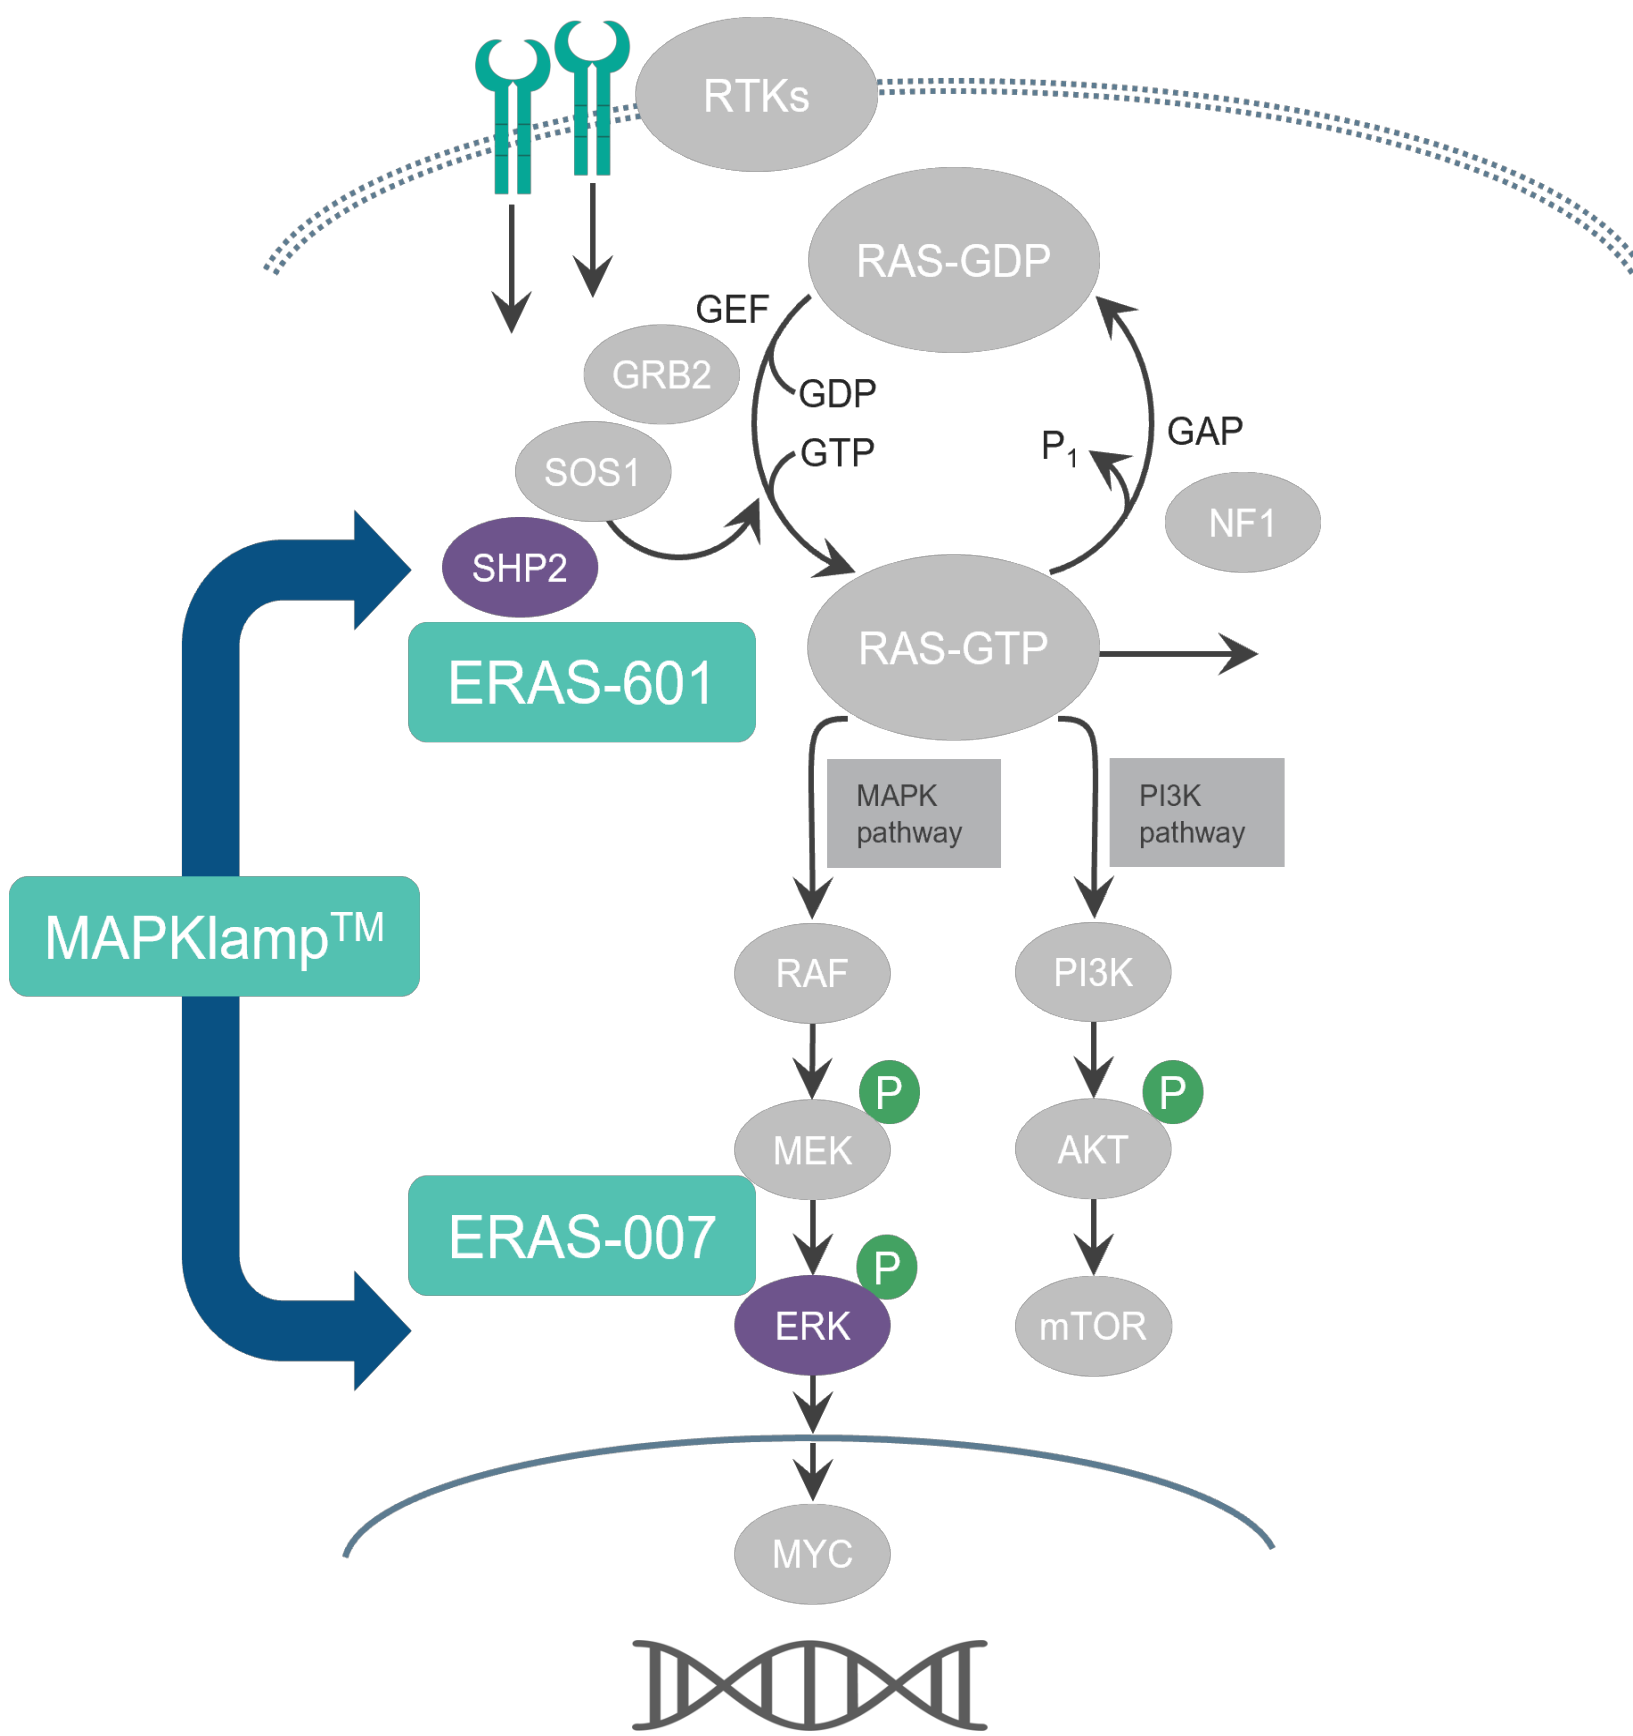 RTKs
RAS-GDP
GEF
GRB2
GDP
GTP
GAP
P1
SOS1
NF1
SHP2
RAS-GTP
ERAS-601
MAPK
pathway
PI3K
pathway
MAPKlamp™
RAF
PI3K
P
P
MEK
AKT
ERAS-007
P
ERK
mTOR
MYC